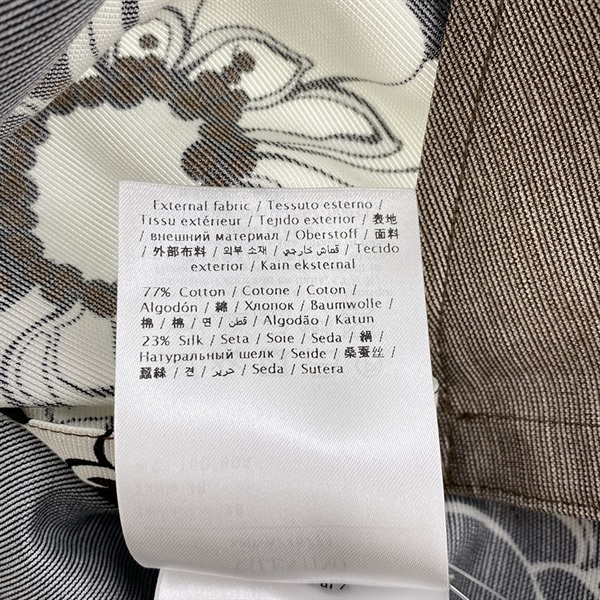 External fabric / Tessuto esterno /
Tissu extérieur / Tejido exterior / 表地
/ внешний материал / Oberstoff / 面料
/ 外部布料 / 외부 소재 / قماش خارجي / Tecido
exterior / Kain eksternal
77% Cotton / Cotone / Coton /
Algodón / 綿 / Хлопок / Baumwolle /
棉 / 棉 / 면 / قطن / Algodão / Katun
23% Silk / Seta / Soie / Seda / 絹 /
Натуральный шелк / Seide / 桑蚕丝 /
蠶絲 / 견 / حرير / Seda / Sutera